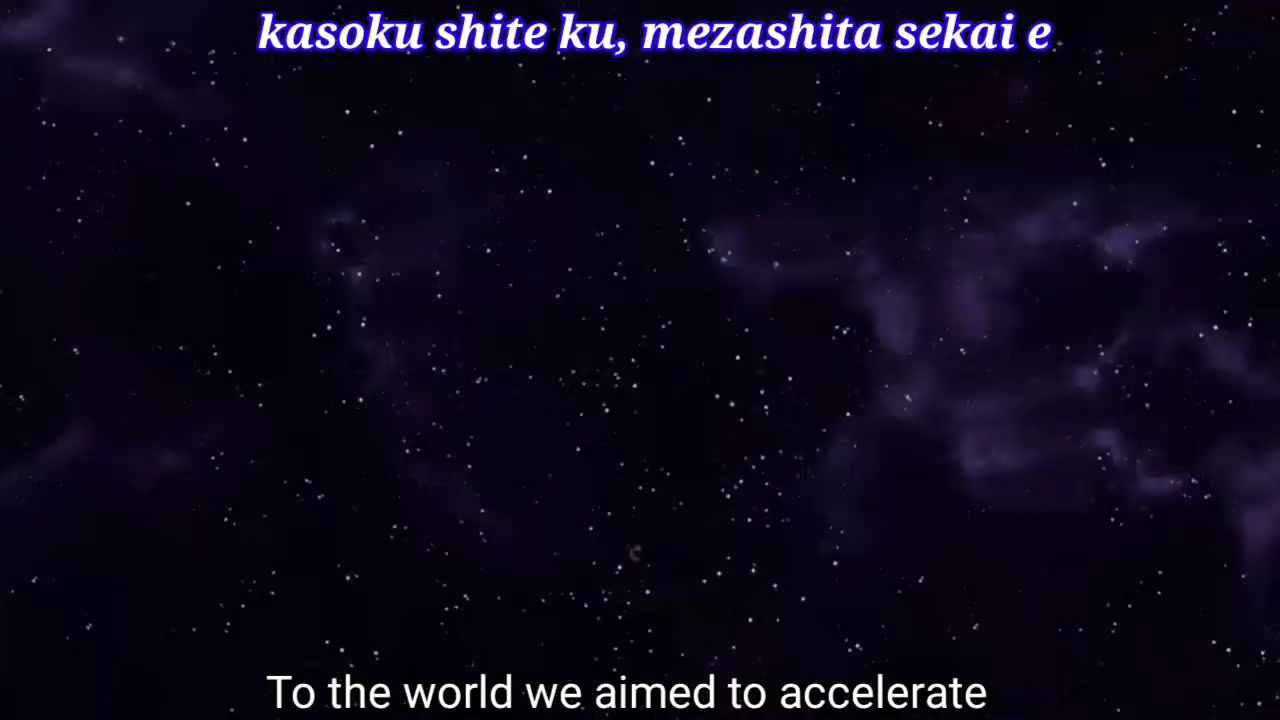 kasoku shite ku, mezashita sekai e
To the world we aimed to accelerate